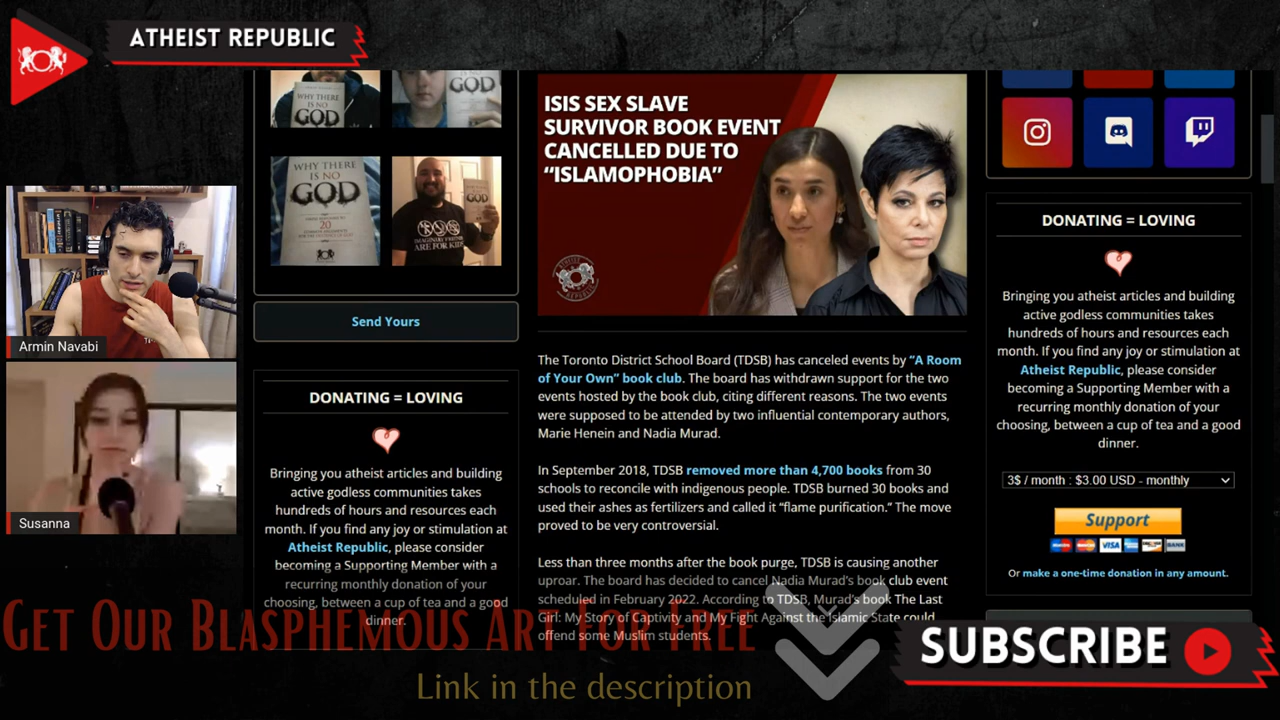 ATHEIST REPUBLIC
WHY THERE
IS NO
GOD
GOD
WHY THERE
IS NO
GOD
20
GOD
IMAGINARY FRIENDS
ARE FOR KIDS
Send Yours
DONATING = LOVING
Bringing you atheist articles and building
active godless communities takes
hundreds of hours and resources each
month. If you find any joy or stimulation at
Atheist Republic, please consider
becoming a Supporting Member with a
recurring monthly donation of your
choosing, between a cup of tea and a good
dinner.
Armin Navabi
Susanna
ISIS SEX SLAVE
SURVIVOR BOOK EVENT
CANCELLED DUE TO
“ISLAMOPHOBIA”
The Toronto District School Board (TDSB) has canceled events by “A Room
of Your Own” book club. The board has withdrawn support for the two
events hosted by the book club, citing different reasons. The two events
were supposed to be attended by two influential contemporary authors,
Marie Henein and Nadia Murad.
In September 2018, TDSB removed more than 4,700 books from 30
schools to reconcile with indigenous people. TDSB burned 30 books and
used their ashes as fertilizers and called it “flame purification.” The move
proved to be very controversial.
Less than three months after the book purge, TDSB is causing another
uproar. The board has decided to cancel Nadia Murad’s book club event
scheduled in February 2022. According to TDSB, Murad’s book The Last
Girl: My Story of Captivity and My Fight Against the Islamic State could
offend some Muslim students.
DONATING = LOVING
Bringing you atheist articles and building
active godless communities takes
hundreds of hours and resources each
month. If you find any joy or stimulation at
Atheist Republic, please consider
becoming a Supporting Member with a
recurring monthly donation of your
choosing, between a cup of tea and a good
dinner.
3$ / month : $3.00 USD - monthly
Support
VISA
BANK
Or make a one-time donation in any amount.
GET OUR BLASPHEMOUS ART FOR FREE
Link in the description
SUBSCRIBE